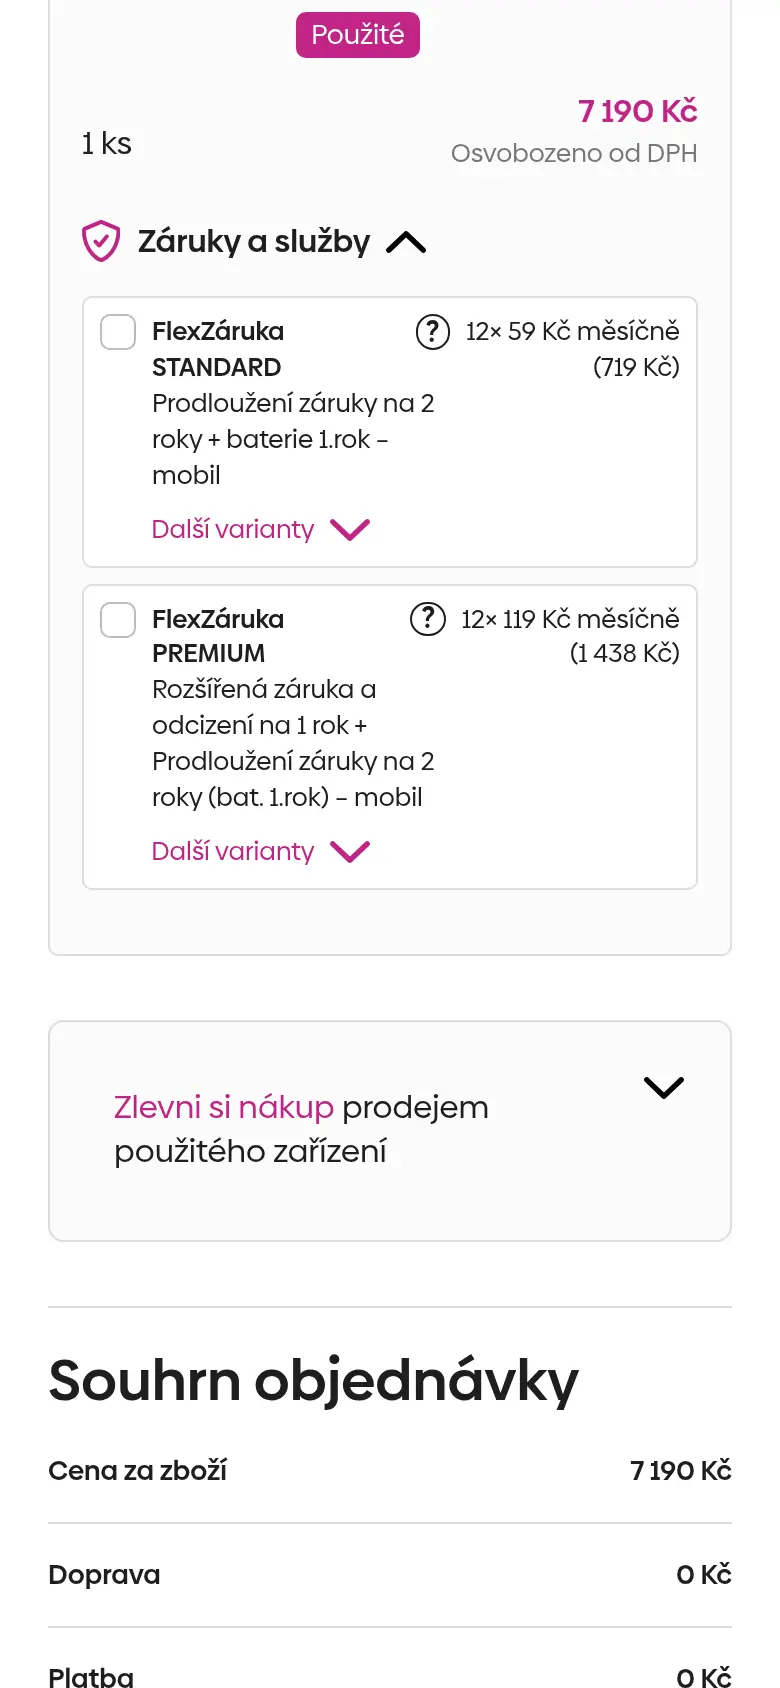 Použité
7 190 Kč
1 ks
Osvobozeno od DPH
Záruky a služby
FlexZáruka
STANDARD
? 12× 59 Kč měsíčně
(719 Kč)
Prodloužení záruky na 2
roky + baterie 1.rok –
mobil
Další varianty
FlexZáruka
PREMIUM
? 12× 119 Kč měsíčně
(1 438 Kč)
Rozšířená záruka a
odcizení na 1 rok +
Prodloužení záruky na 2
roky (bat. 1.rok) – mobil
Další varianty
Zlevni si nákup prodejem
použitého zařízení
Souhrn objednávky
Cena za zboží 7 190 Kč
Doprava 0 Kč
Platba 0 Kč